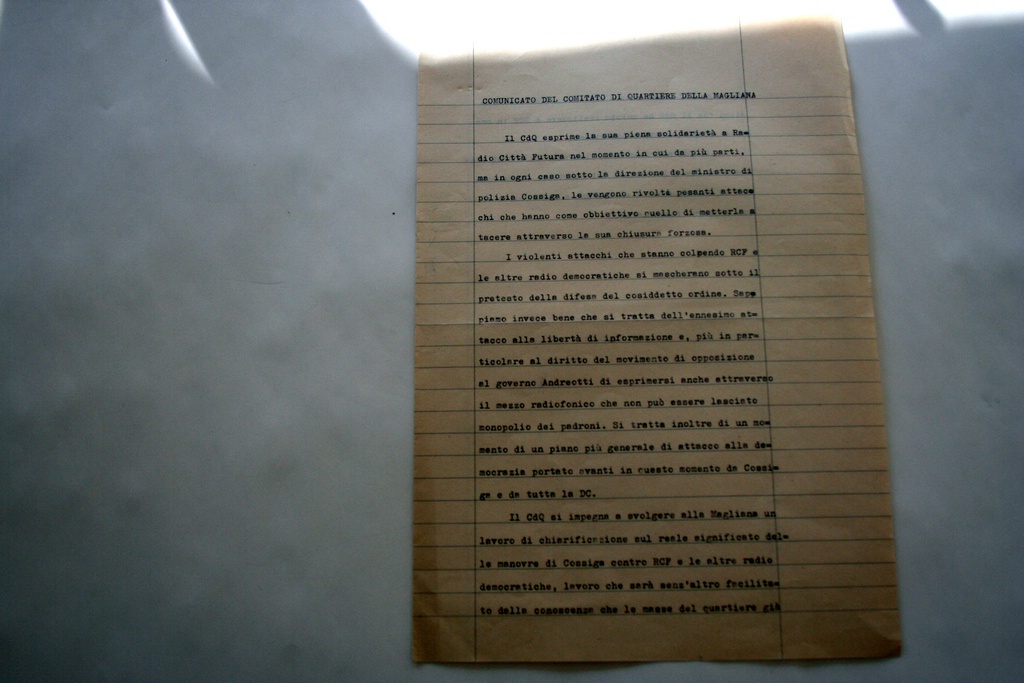 COMUNICATO DEL COMITATO DI QUARTIERE DELLA MAGLIANA
Il CdQ esprime la sua piena solidarietà a Ra=
dio Città Futura nel momento in cui da più parti,
ma in ogni caso sotto la direzione del ministro di
polizia Cossiga, le vengono rivolti pesanti attac=
chi che hanno come obbiettivo quello di metterla a
tacere attraverso la sua chiusura forzosa.
I violenti attacchi che stanno colpendo RCF e
le altre radio democratiche si mascherano sotto il
pretesto della difesa del cosiddetto ordine. Sap=
piamo invece bene che si tratta dell'ennesimo at=
tacco alla libertà di informazione e, più in par=
ticolare al diritto del movimento di opposizione
al governo Andreotti di esprimersi anche attraverso
il mezzo radiofonico che non può essere lasciato
monopolio dei padroni. Si tratta inoltre di un mo=
mento di un piano più generale di attacco alla de=
mocrazia portato avanti in questo momento da Cossi=
ga e da tutta la DC.
Il CdQ si impegna a svolgere alla Magliana un
lavoro di chiarificazione sul reale significato del=
le manovre di Cossiga contro RCF e le altre radio
democratiche, lavoro che sarà senz'altro facilita=
to dalla conoscenza che le masse del quartiere già